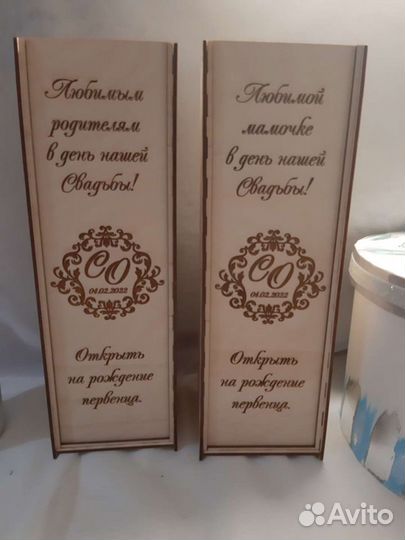 Любимым
родителям
в день нашей
Свадьбы!
СО
04.02.2022
Открыть
на рождение
первенца.
Любимой
мамочке
в день нашей
Свадьбы!
СО
04.02.2022
Открыть
на рождение
первенца.
Avito